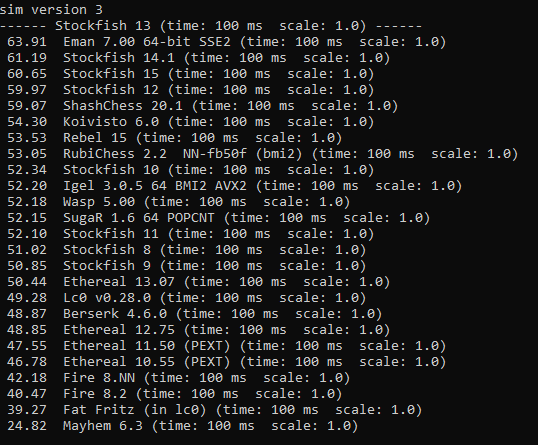 sim version 3
------ Stockfish 13 (time: 100 ms  scale: 1.0) ------
63.91  Eman 7.00 64-bit SSE2 (time: 100 ms  scale: 1.0)
61.19  Stockfish 14.1 (time: 100 ms  scale: 1.0)
60.65  Stockfish 15 (time: 100 ms  scale: 1.0)
59.97  Stockfish 12 (time: 100 ms  scale: 1.0)
59.07  ShashChess 20.1 (time: 100 ms  scale: 1.0)
54.30  Koivisto 6.0 (time: 100 ms  scale: 1.0)
53.53  Rebel 15 (time: 100 ms  scale: 1.0)
53.05  RubiChess 2.2  NN-fb50f (bmi2) (time: 100 ms  scale: 1.0)
52.34  Stockfish 10 (time: 100 ms  scale: 1.0)
52.20  Igel 3.0.5 64 BMI2 AVX2 (time: 100 ms  scale: 1.0)
52.18  Wasp 5.00 (time: 100 ms  scale: 1.0)
52.15  SugaR 1.6 64 POPCNT (time: 100 ms  scale: 1.0)
52.10  Stockfish 11 (time: 100 ms  scale: 1.0)
51.02  Stockfish 8 (time: 100 ms  scale: 1.0)
50.85  Stockfish 9 (time: 100 ms  scale: 1.0)
50.44  Ethereal 13.07 (time: 100 ms  scale: 1.0)
49.28  Lc0 v0.28.0 (time: 100 ms  scale: 1.0)
48.87  Berserk 4.6.0 (time: 100 ms  scale: 1.0)
48.85  Ethereal 12.75 (time: 100 ms  scale: 1.0)
47.55  Ethereal 11.50 (PEXT) (time: 100 ms  scale: 1.0)
46.78  Ethereal 10.55 (PEXT) (time: 100 ms  scale: 1.0)
42.18  Fire 8.NN (time: 100 ms  scale: 1.0)
40.47  Fire 8.2 (time: 100 ms  scale: 1.0)
39.27  Fat Fritz (in lc0) (time: 100 ms  scale: 1.0)
24.82  Mayhem 6.3 (time: 100 ms  scale: 1.0)